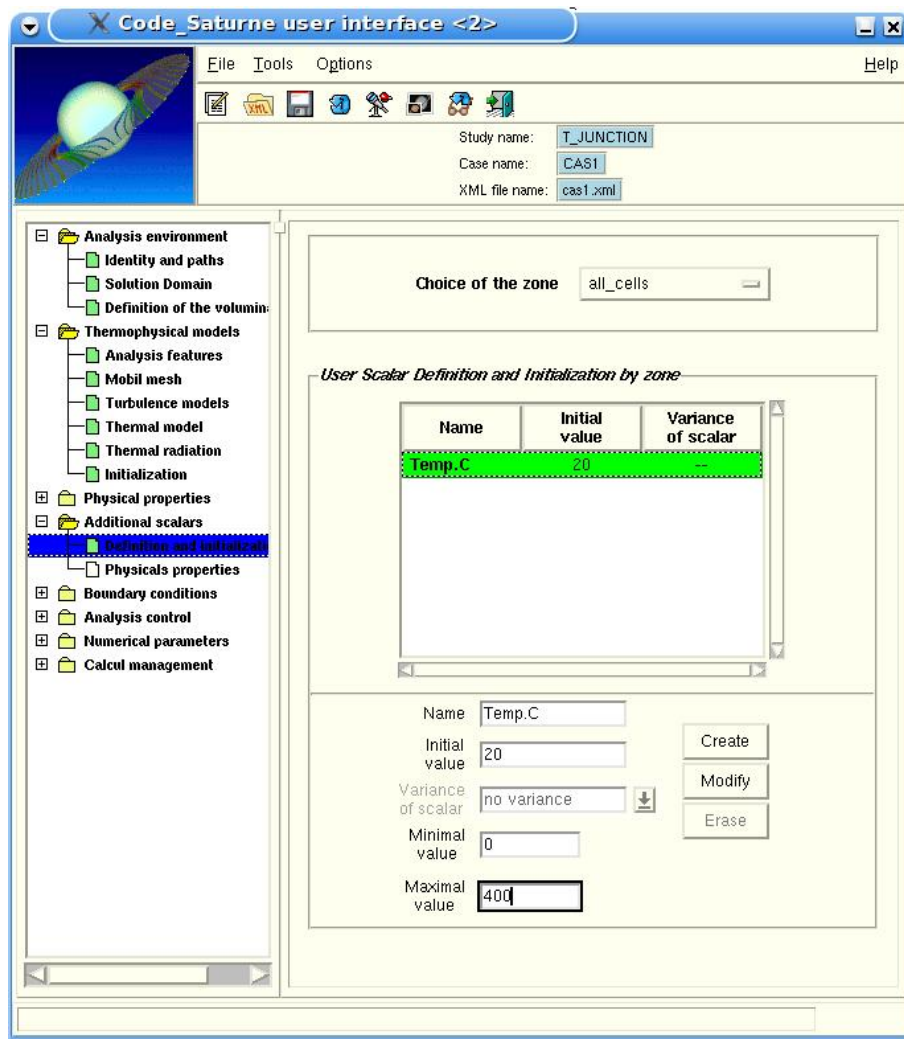 Code_Saturne user interface <2>
File Tools Options Help
XML
Study name: T_JUNCTION
Case name: CAS1
XML file name: cas1.xml
Analysis environment
Identity and paths
Solution Domain
Definition of the volumin
Thermophysical models
Analysis features
Mobil mesh
Turbulence models
Thermal model
Thermal radiation
Initialization
Physical properties
Additional scalars
Definition and Initializati
Physicals properties
Boundary conditions
Analysis control
Numerical parameters
Calcul management
Choice of the zone all_cells
User Scalar Definition and Initialization by zone
Name Initial value Variance of scalar
Temp.C 20 --
Name Temp.C
Initial value 20
Variance of scalar no variance
Minimal value 0
Maximal value 400
Create
Modify
Erase